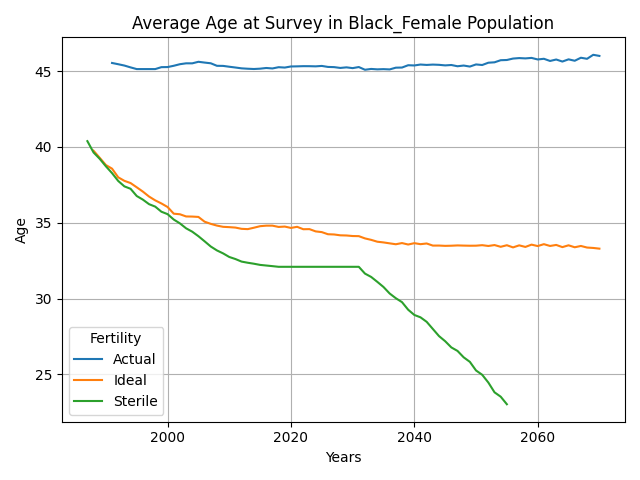 Average Age at Survey in Black_Female Population
Age
45
40
35
30
25
Fertility
Actual
Ideal
Sterile
2000 2020 2040 2060
Years